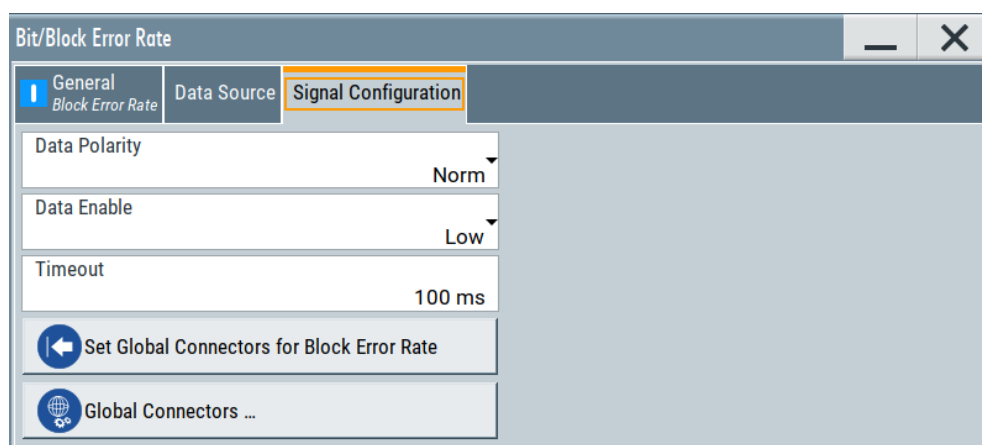 Bit/Block Error Rate
General
Block Error Rate
Data Source
Signal Configuration
Data Polarity
Norm
Data Enable
Low
Timeout
100 ms
Set Global Connectors for Block Error Rate
Global Connectors ...